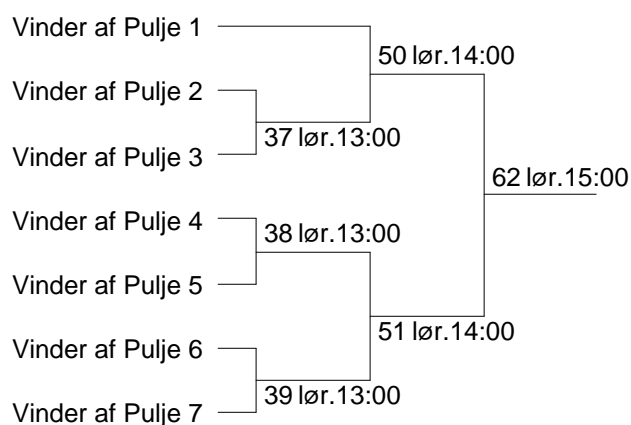 Vinder af Pulje 1
50 lør.14:00
Vinder af Pulje 2
37 lør.13:00
Vinder af Pulje 3
62 lør.15:00
Vinder af Pulje 4
38 lør.13:00
Vinder af Pulje 5
51 lør.14:00
Vinder af Pulje 6
39 lør.13:00
Vinder af Pulje 7